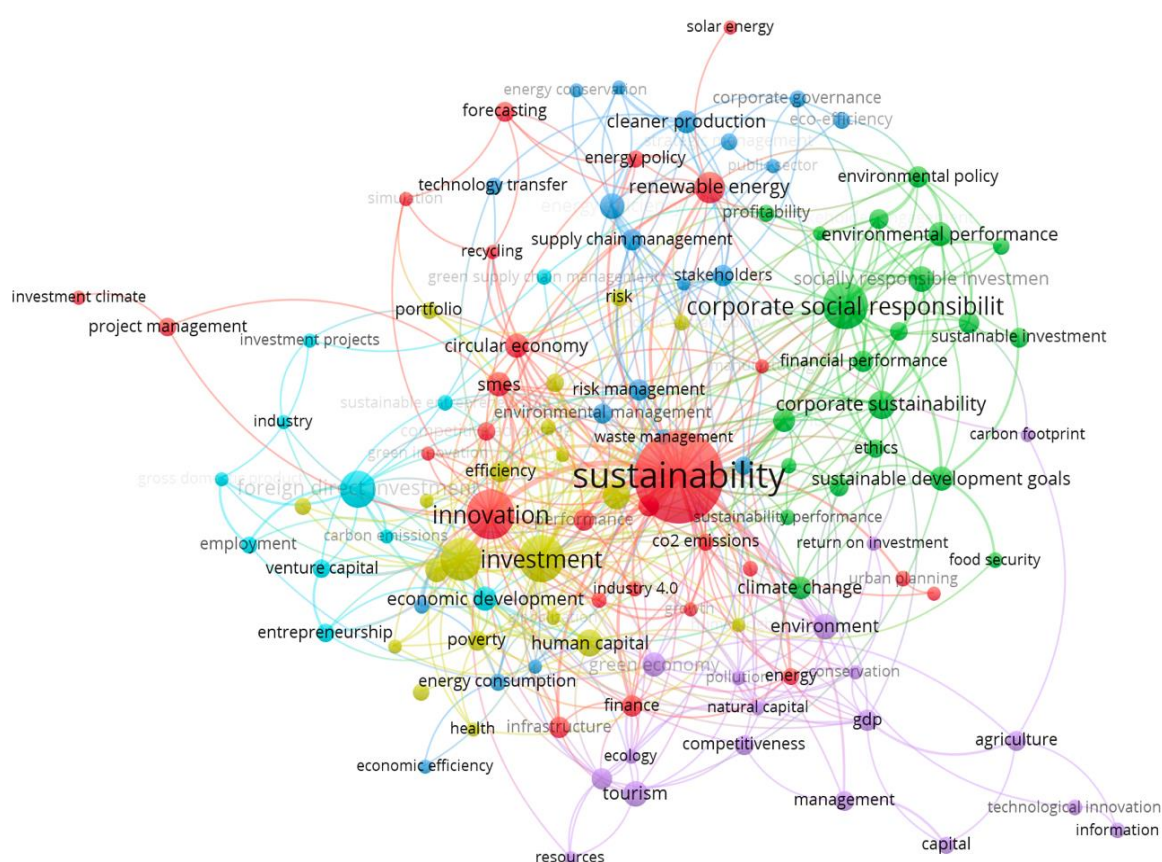 solar energy
energy conservation
corporate governance
forecasting
cleaner production
eco-efficiency
energy policy
public sector
technology transfer
renewable energy
environmental policy
simulation
profitability
supply chain management
environmental performance
recycling
green supply chain management
stakeholders
socially responsible investmen
investment climate
risk
project management
portfolio
corporate social responsibilit
investment projects
circular economy
financial performance
sustainable investment
smes
risk management
corporate sustainability
industry
environmental management
waste management
carbon footprint
green innovation
efficiency
ethics
sustainability
foreign direct investment
sustainable development goals
innovation
performance
sustainability performance
employment
carbon emissions
co2 emissions
return on investment
investment
food security
venture capital
urban planning
economic development
industry 4.0
climate change
growth
entrepreneurship
poverty
human capital
environment
green economy
energy consumption
pollution
energy
conservation
finance
natural capital
health
infrastructure
gdp
agriculture
ecology
competitiveness
economic efficiency
tourism
management
technological innovation
information
capital
resources